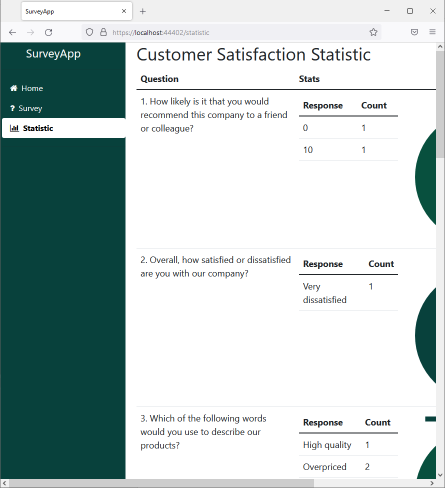 SurveyApp
https://localhost:44402/statistic
SurveyApp
Home
Survey
Statistic
Customer Satisfaction Statistic
Question Stats
1. How likely is it that you would
recommend this company to a friend
or colleague?
Response Count
0 1
10 1
2. Overall, how satisfied or dissatisfied
are you with our company?
Response Count
Very
dissatisfied 1
3. Which of the following words
would you use to describe our
products?
Response Count
High quality 1
Overpriced 2